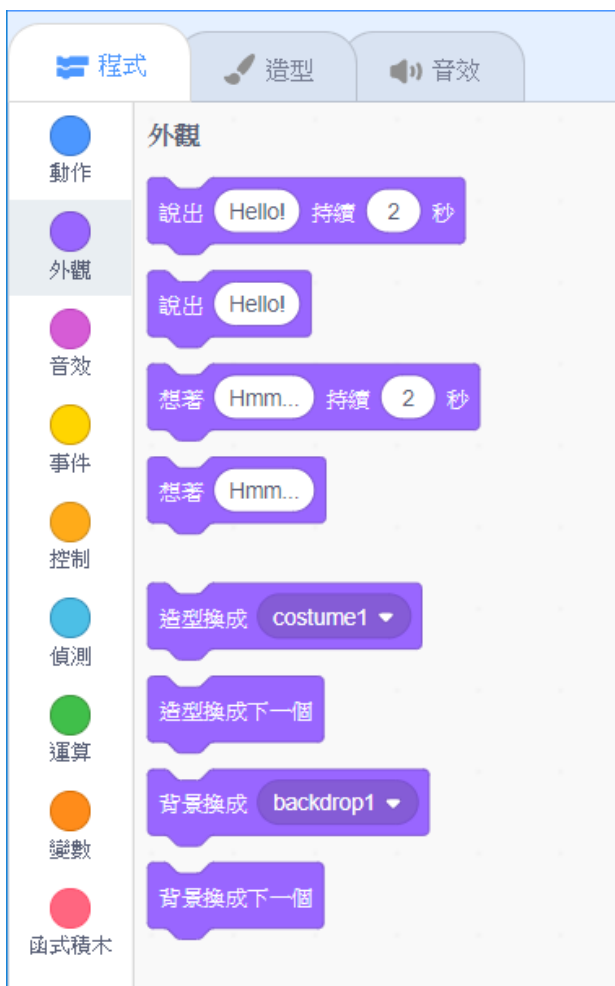 程式 造型 音效
動作
外觀
音效
事件
控制
偵測
運算
變數
函式積木
外觀
說出 Hello! 持續 2 秒
說出 Hello!
想著 Hmm... 持續 2 秒
想著 Hmm...
造型換成 costume1
造型換成下一個
背景換成 backdrop1
背景換成下一個